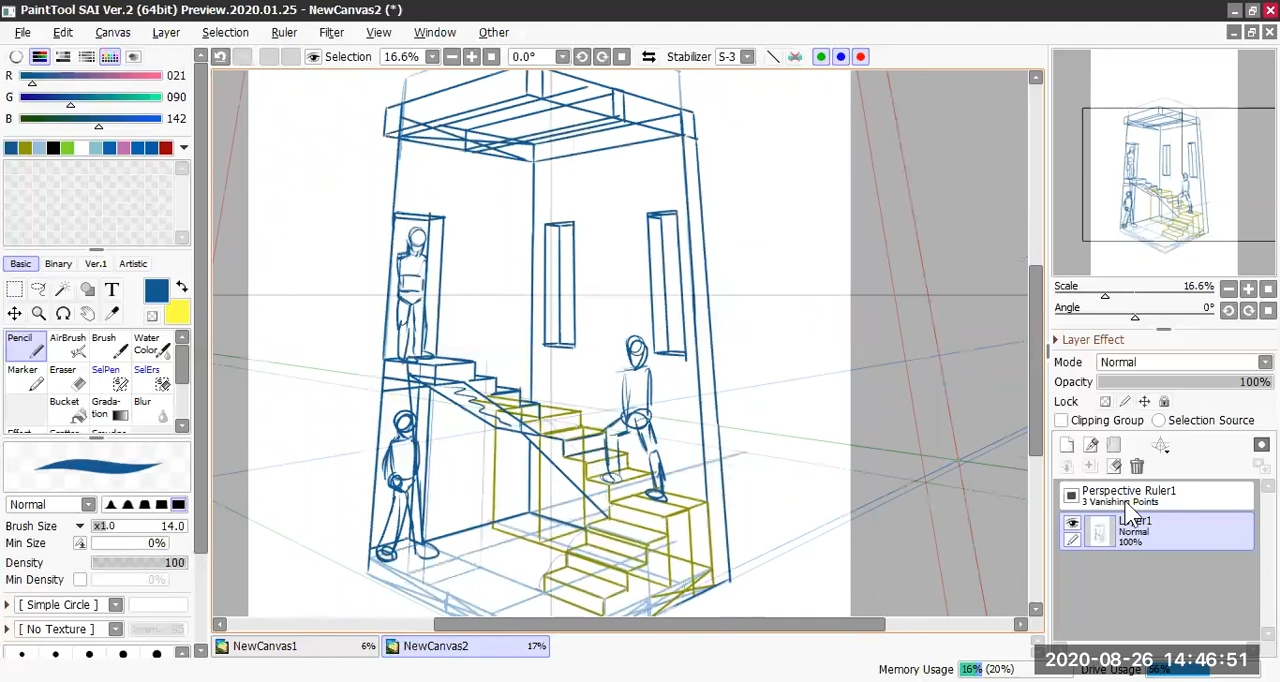 PaintTool SAI Ver.2 (64bit) Preview.2020.01.25 - NewCanvas2 (*)
File Edit Canvas Layer Selection Ruler Filter View Window Other
Selection 16.6% 0.0° Stabilizer S-3
R 021
G 090
B 142
Basic Binary Ver.1 Artistic
T
Pencil AirBrush Brush Water Color
Marker Eraser SelPen SelErs
Bucket Grada-tion Blur
Normal
Brush Size x1.0 14.0
Min Size 0%
Density 100
Min Density 0%
[ Simple Circle ]
[ No Texture ]
NewCanvas1 6% NewCanvas2 17%
Scale 16.6%
Angle 0°
Layer Effect
Mode Normal
Opacity 100%
Lock
Clipping Group Selection Source
Perspective Ruler1
3 Vanishing Points
Normal
100%
Memory Usage 16% (20%) Drive Usage 56%
2020-08-26 14:46:51